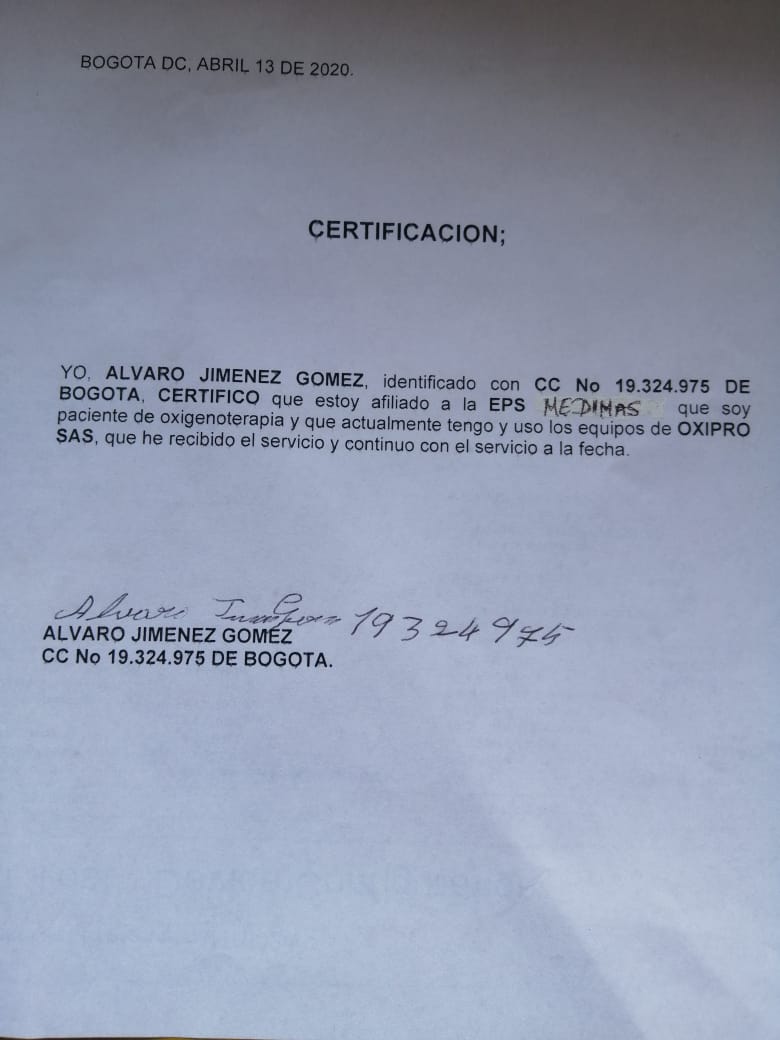 BOGOTA DC, ABRIL 13 DE 2020.
CERTIFICACION;
YO, ALVARO JIMENEZ GOMEZ, identificado con CC No 19.324.975 DE
BOGOTA, CERTIFICO que estoy afiliado a la EPS MEDIMAS que soy
paciente de oxigenoterapia y que actualmente tengo y uso los equipos de OXIPRO
SAS, que he recibido el servicio y continuo con el servicio a la fecha.
Alvaro 19324975
ALVARO JIMENEZ GOMEZ
CC No 19.324.975 DE BOGOTA.